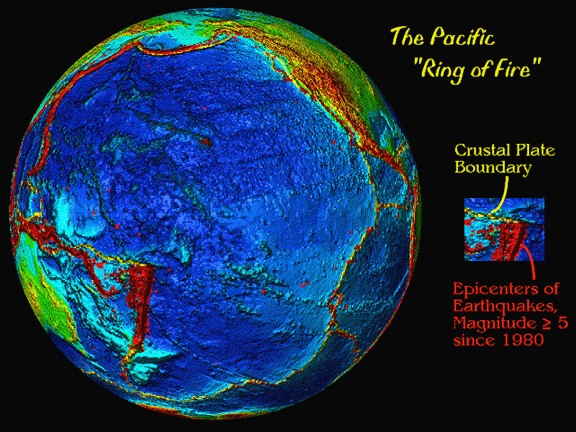 The Pacific
"Ring of Fire"
Crustal Plate
Boundary
Epicenters of
Earthquakes,
Magnitude ≥ 5
since 1980